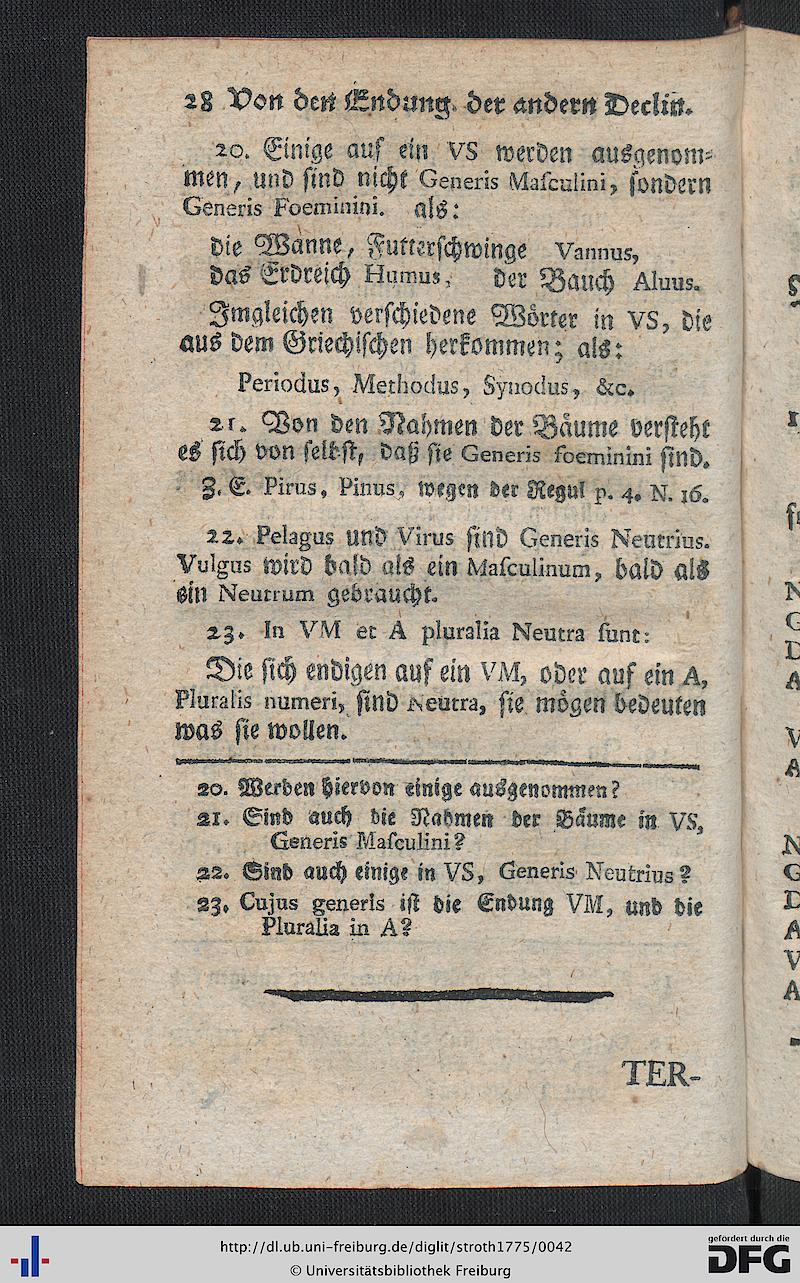 28 Von den Endung. der andern Declin.
20. Einige auf ein VS werden ausgenom-
men, und sind nicht Generis Maſculini, ſondern
Generis Foeminini. als:
die Wanne, Futterſchwinge Vannus,
das Erdreich Humus, der Bauch Aluus.
Imgleichen verſchiedene Wörter in VS, die
aus dem Griechiſchen herkommen; als:
Periodus, Methodus, Synodus, &c.
21. Von den Nahmen der Bäume verſteht
es ſich von ſelbſt, daß ſie Generis foeminini ſind.
Z. E. Pirus, Pinus, wegen der Regul p. 4. N. 16.
22. Pelagus und Virus ſind Generis Neutrius.
Vulgus wird bald als ein Maſculinum, bald als
ein Neutrum gebraucht.
23. In VM et A pluralia Neutra ſunt:
Die ſich endigen auf ein VM, oder auf ein A,
Pluralis numeri, ſind Neutra, ſie mögen bedeuten
was ſie wollen.
20. Werden hiervon einige ausgenommen?
21. Sind auch die Nahmen der Bäume in VS,
Generis Maſculini?
22. Sind auch einige in VS, Generis Neutrius?
23. Cujus generis iſt die Endung VM, und die
Pluralia in A?
TER-
http://dl.ub.uni-freiburg.de/diglit/stroth1775/0042
© Universitätsbibliothek Freiburg
gefördert durch die
DFG